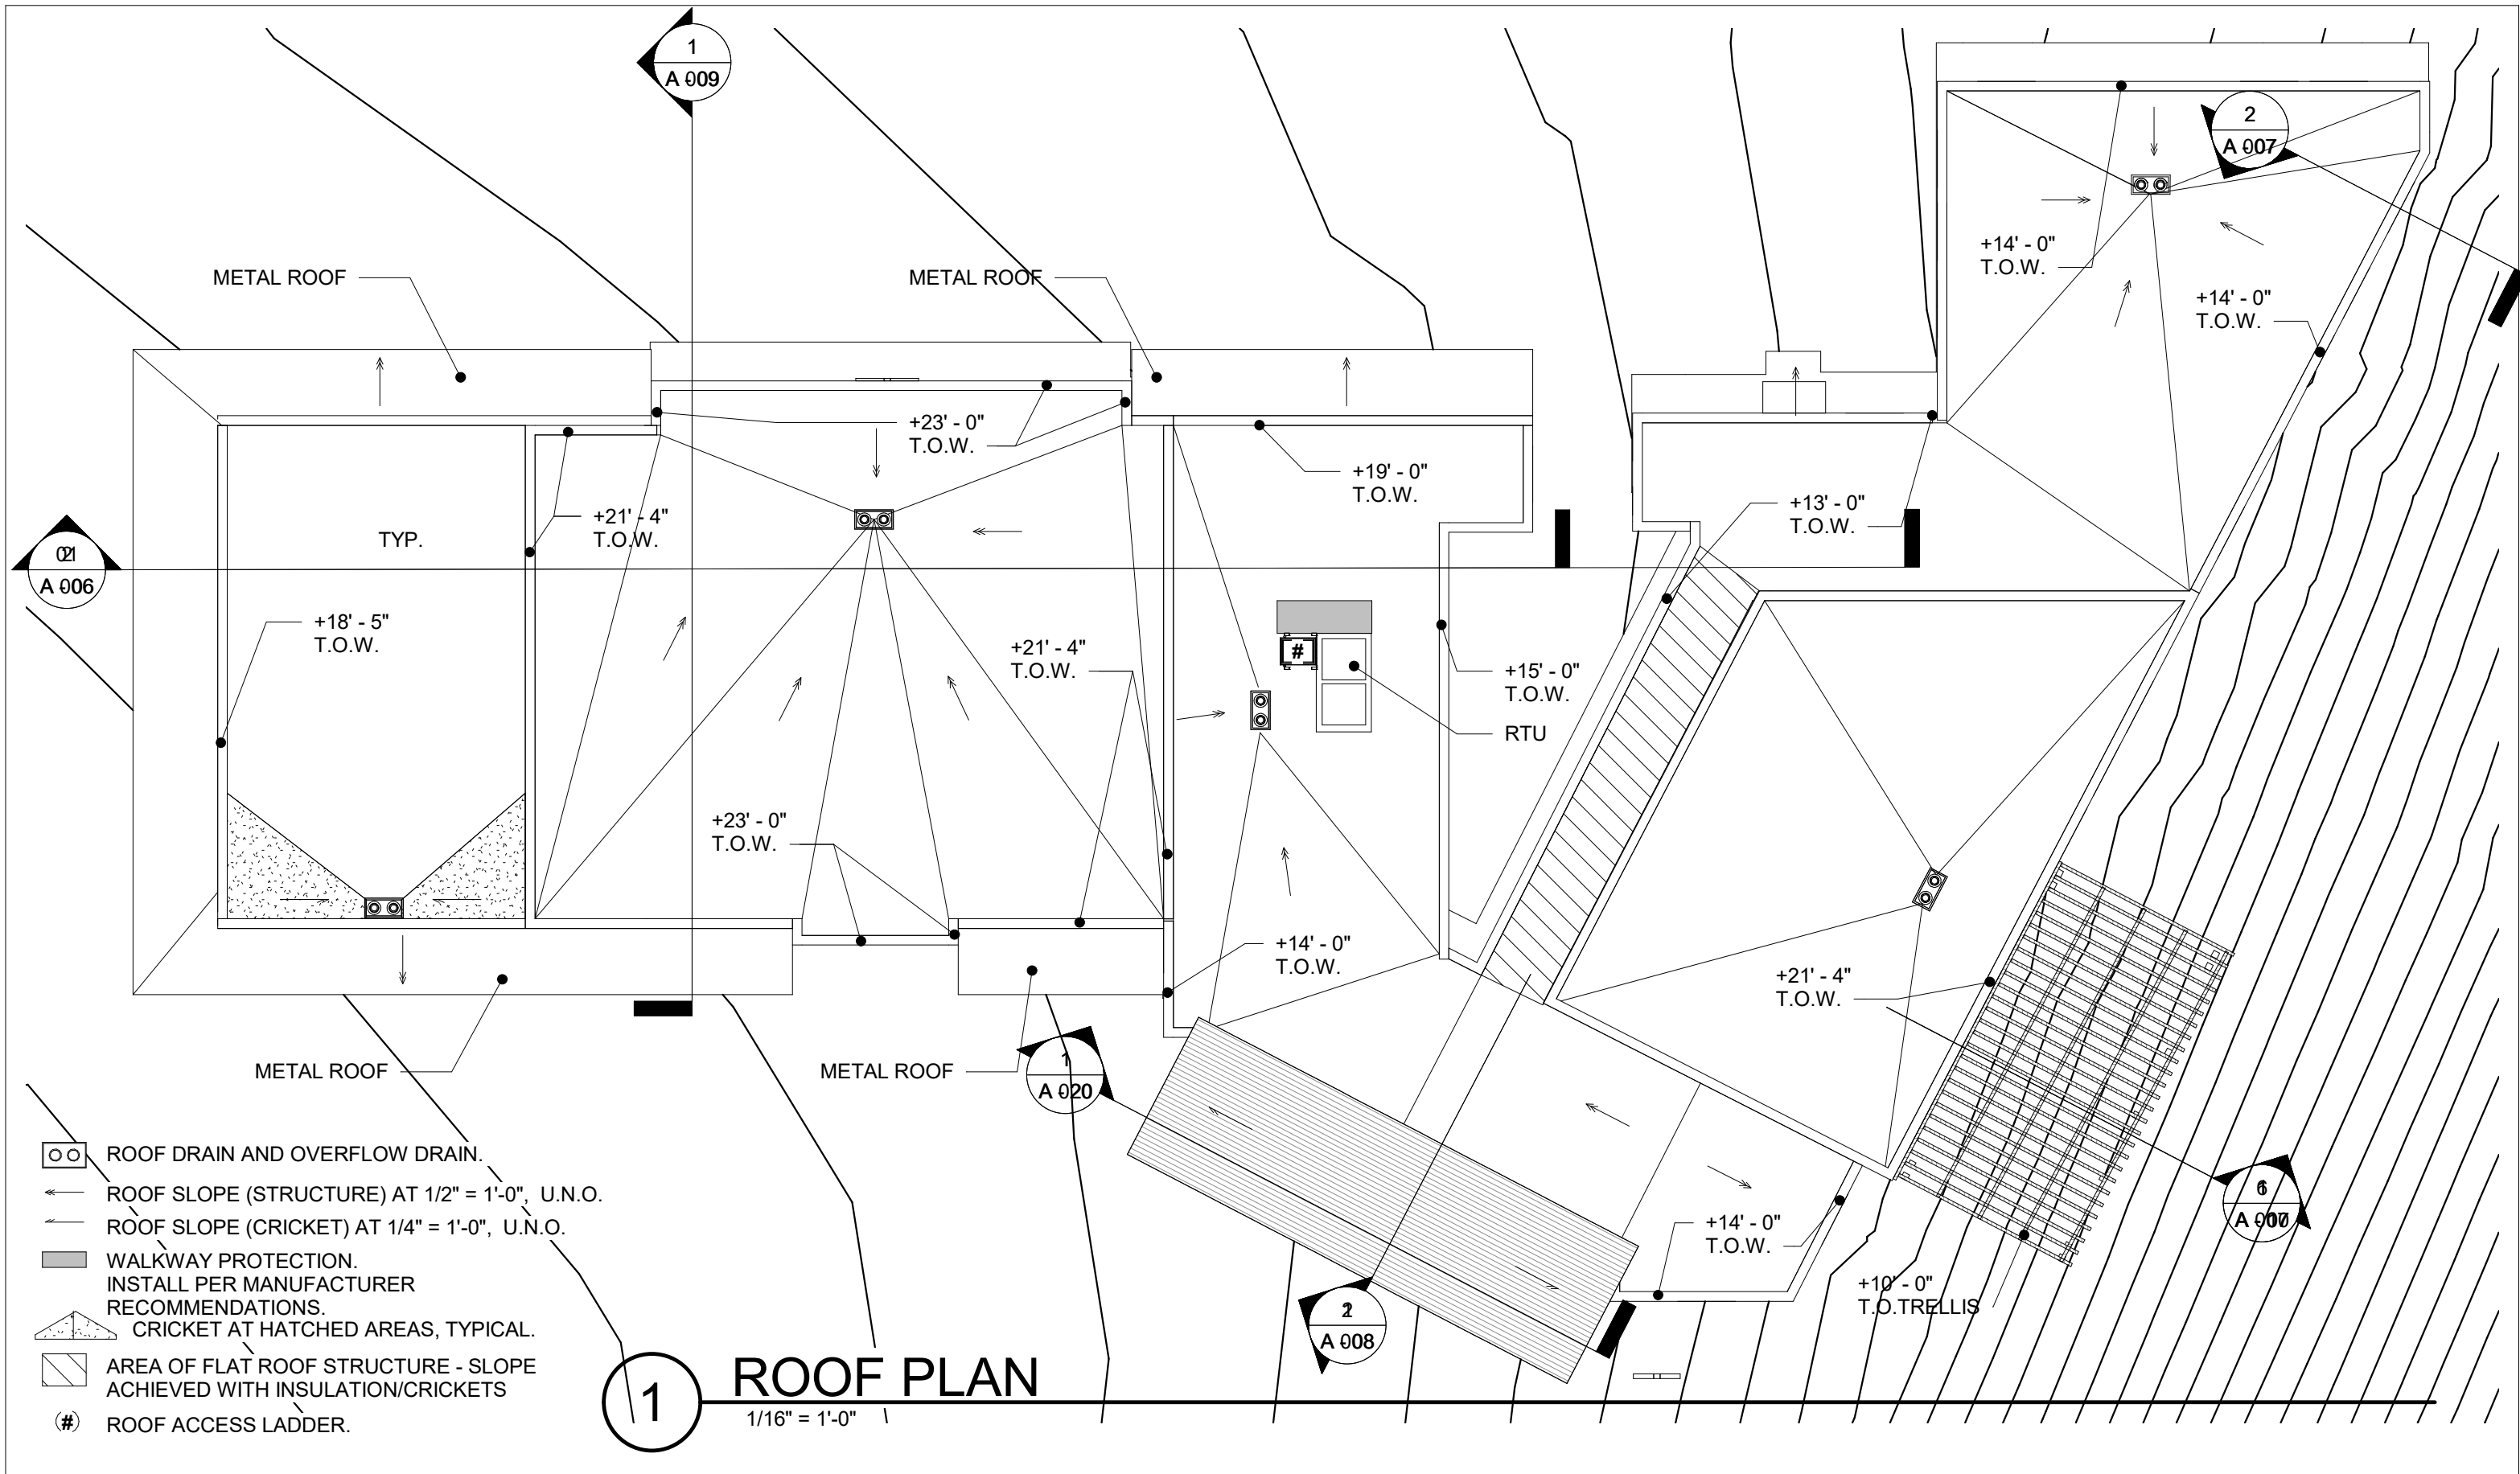 1
A-009
2
A-007
METAL ROOF
METAL ROOF
+14' - 0"
T.O.W.
+14' - 0"
T.O.W.
+23' - 0"
T.O.W.
+19' - 0"
T.O.W.
+21' - 4"
T.O.W.
TYP.
+13' - 0"
T.O.W.
A-006
+18' - 5"
T.O.W.
+21' - 4"
T.O.W.
#
+15' - 0"
T.O.W.
RTU
+23' - 0"
T.O.W.
+14' - 0"
T.O.W.
+21' - 4"
T.O.W.
METAL ROOF
METAL ROOF
1
A-020
ROOF DRAIN AND OVERFLOW DRAIN.
ROOF SLOPE (STRUCTURE) AT 1/2" = 1'-0", U.N.O.
ROOF SLOPE (CRICKET) AT 1/4" = 1'-0", U.N.O.
WALKWAY PROTECTION.
INSTALL PER MANUFACTURER
RECOMMENDATIONS.
CRICKET AT HATCHED AREAS, TYPICAL.
AREA OF FLAT ROOF STRUCTURE - SLOPE
ACHIEVED WITH INSULATION/CRICKETS
(#) ROOF ACCESS LADDER.
+14' - 0"
T.O.W.
+10' - 0"
T.O.TRELLIS
A-008
1
ROOF PLAN
1/16" = 1'-0"